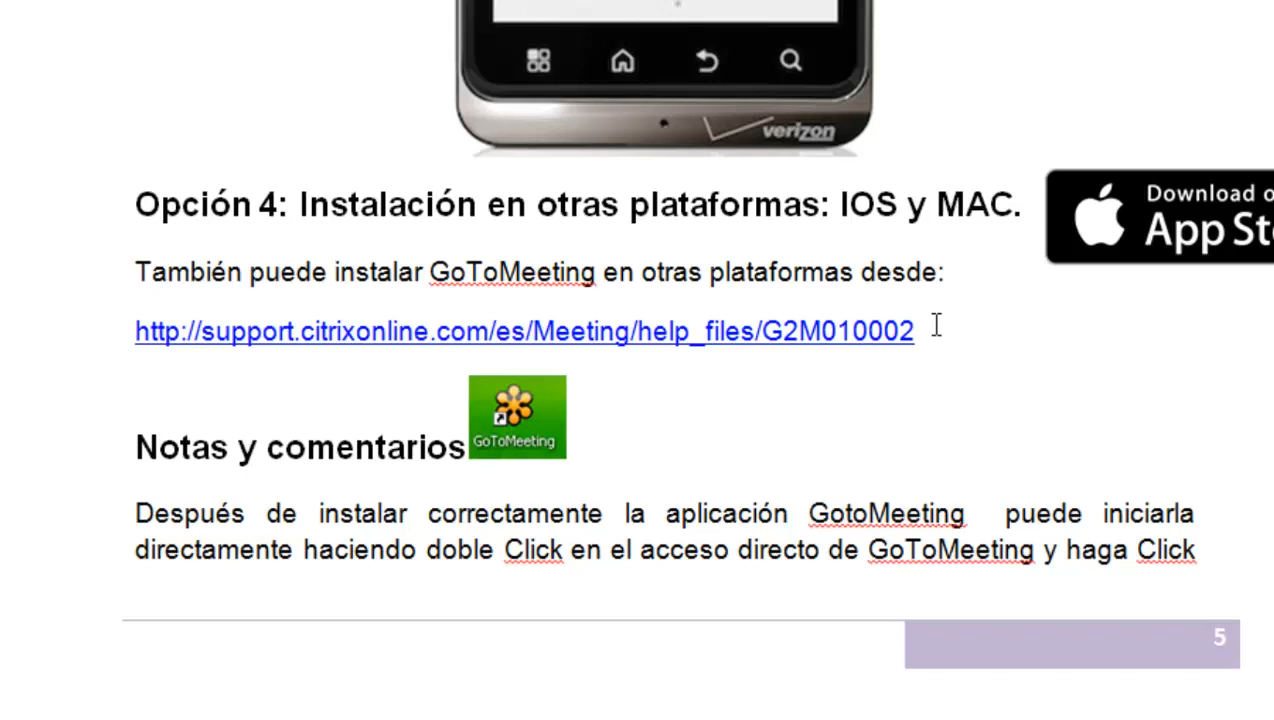 verizon
Opción 4: Instalación en otras plataformas: IOS y MAC.
Download o
App Sto
También puede instalar GoToMeeting en otras plataformas desde:
http://support.citrixonline.com/es/Meeting/help_files/G2M010002
GoToMeeting
Notas y comentarios
Después de instalar correctamente la aplicación GotoMeeting puede iniciarla
directamente haciendo doble Click en el acceso directo de GoToMeeting y haga Click
5